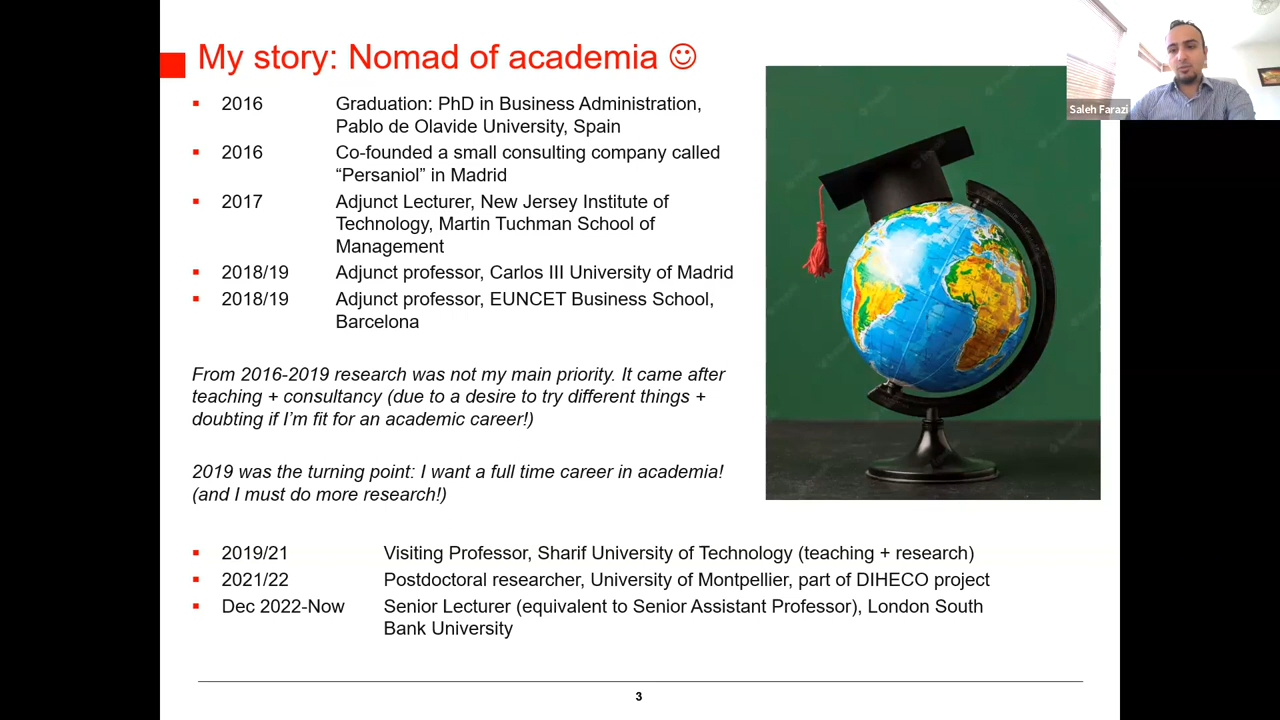 My story: Nomad of academia ☺
Saleh Farazi
▪ 2016 Graduation: PhD in Business Administration,
Pablo de Olavide University, Spain
▪ 2016 Co-founded a small consulting company called
“Persaniol” in Madrid
▪ 2017 Adjunct Lecturer, New Jersey Institute of
Technology, Martin Tuchman School of
Management
▪ 2018/19 Adjunct professor, Carlos III University of Madrid
▪ 2018/19 Adjunct professor, EUNCET Business School,
Barcelona
From 2016-2019 research was not my main priority. It came after
teaching + consultancy (due to a desire to try different things +
doubting if I’m fit for an academic career!)
2019 was the turning point: I want a full time career in academia!
(and I must do more research!)
▪ 2019/21 Visiting Professor, Sharif University of Technology (teaching + research)
▪ 2021/22 Postdoctoral researcher, University of Montpellier, part of DIHECO project
▪ Dec 2022-Now Senior Lecturer (equivalent to Senior Assistant Professor), London South
Bank University
3